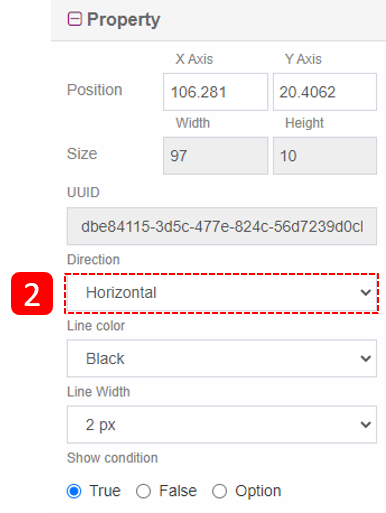 Property
X Axis Y Axis
Position 106.281 20.4062
Width Height
Size 97 10
UUID
dbe84115-3d5c-477e-824c-56d7239d0cl
Direction
2 Horizontal
Line color
Black
Line Width
2 px
Show condition
True False Option